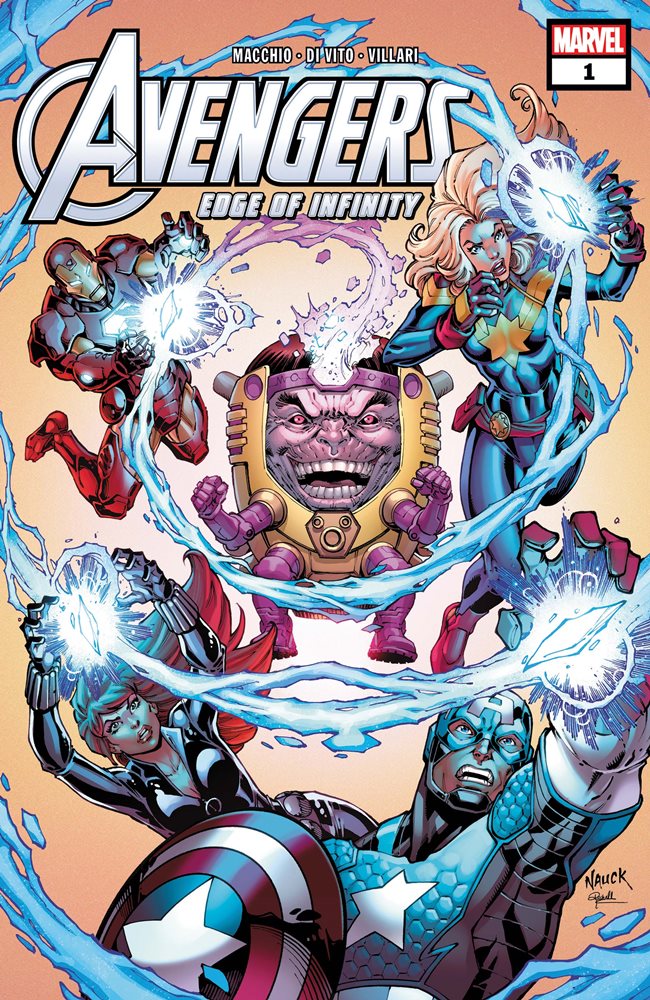 MACCHIO · DI VITO · VILLARI
MARVEL
1
AVENGERS
EDGE OF INFINITY
NAUCK